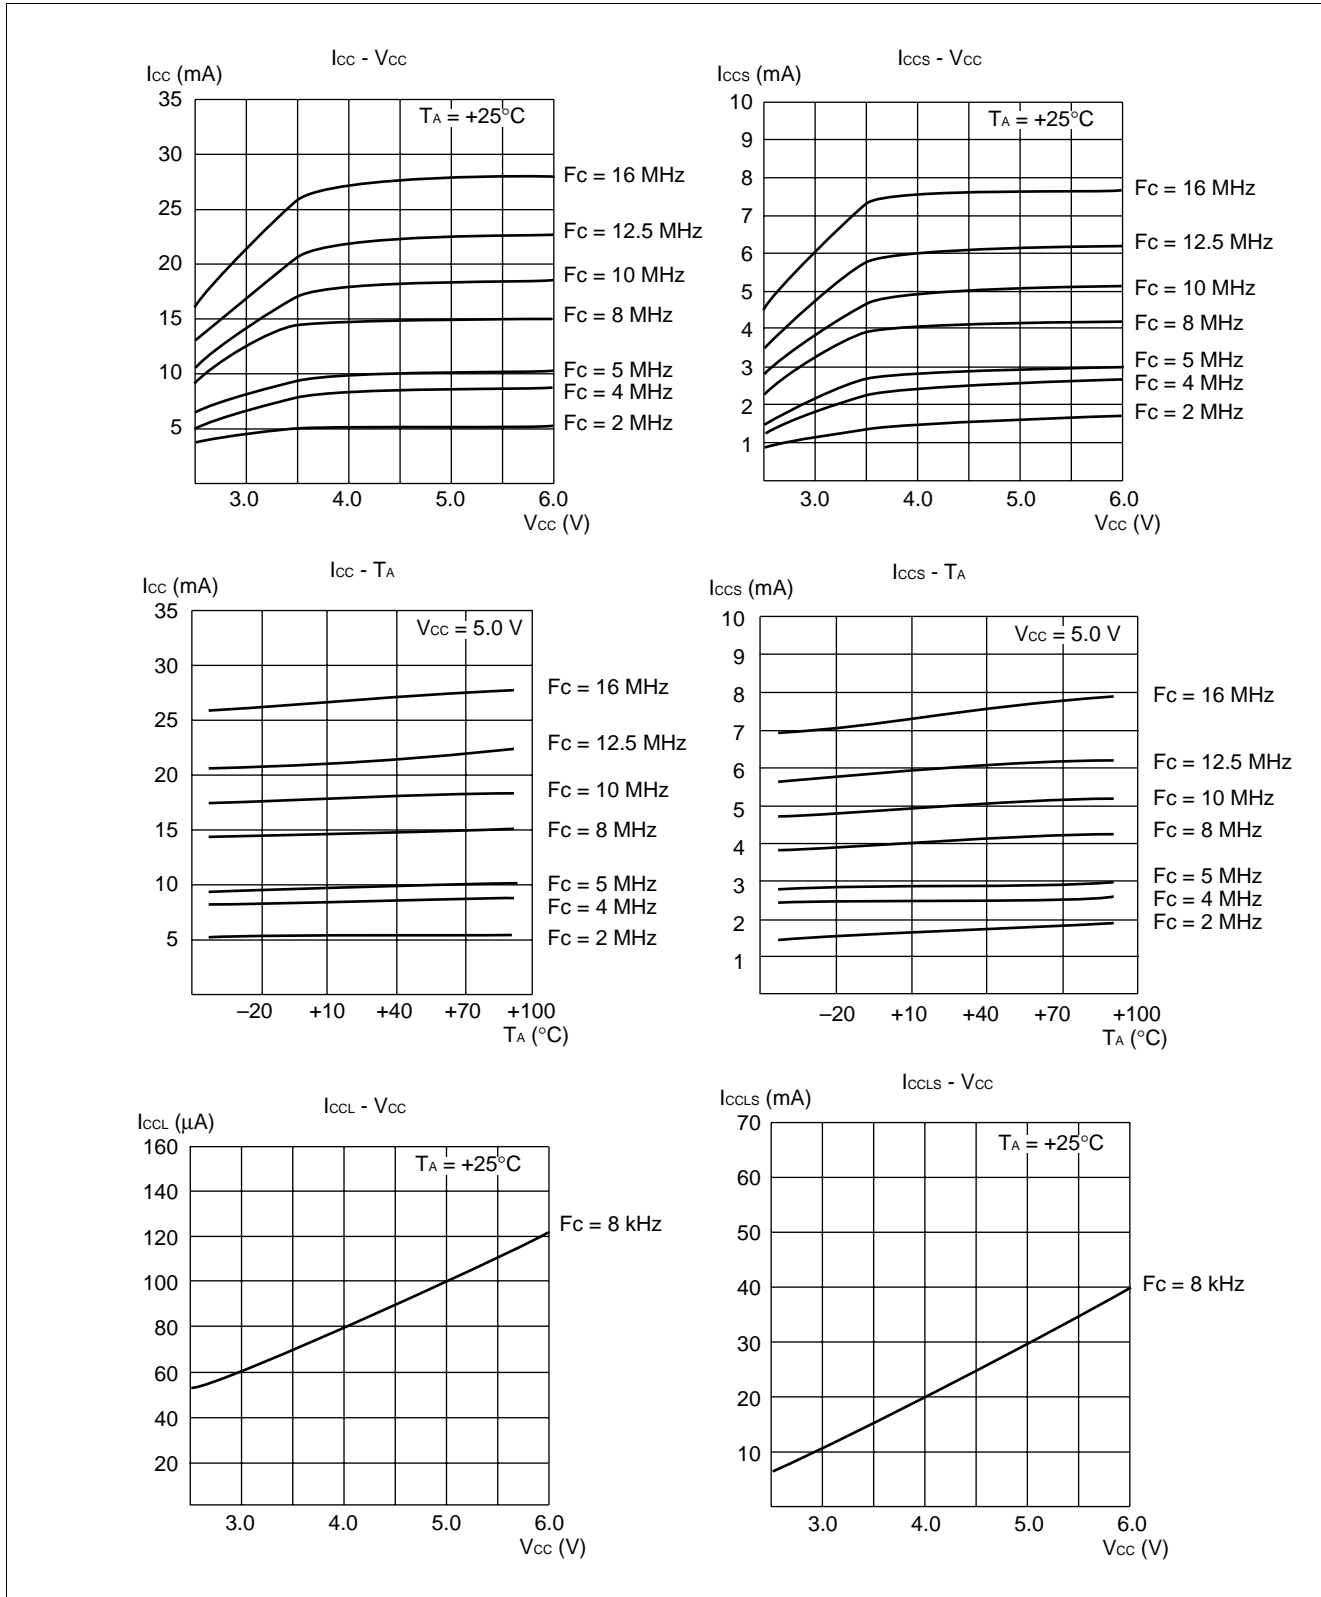 ICC - VCC
ICC (mA)
35
30
25
20
15
10
5
TA = +25°C
Fc = 16 MHz
Fc = 12.5 MHz
Fc = 10 MHz
Fc = 8 MHz
Fc = 5 MHz
Fc = 4 MHz
Fc = 2 MHz
3.0 4.0 5.0 6.0
VCC (V)
ICCS - VCC
ICCS (mA)
10
9
8
7
6
5
4
3
2
1
TA = +25°C
Fc = 16 MHz
Fc = 12.5 MHz
Fc = 10 MHz
Fc = 8 MHz
Fc = 5 MHz
Fc = 4 MHz
Fc = 2 MHz
3.0 4.0 5.0 6.0
VCC (V)
ICC - TA
ICC (mA)
35
30
25
20
15
10
5
VCC = 5.0 V
Fc = 16 MHz
Fc = 12.5 MHz
Fc = 10 MHz
Fc = 8 MHz
Fc = 5 MHz
Fc = 4 MHz
Fc = 2 MHz
–20 +10 +40 +70 +100
TA (°C)
ICCS - TA
ICCS (mA)
10
9
8
7
6
5
4
3
2
1
VCC = 5.0 V
Fc = 16 MHz
Fc = 12.5 MHz
Fc = 10 MHz
Fc = 8 MHz
Fc = 5 MHz
Fc = 4 MHz
Fc = 2 MHz
–20 +10 +40 +70 +100
TA (°C)
ICCL - VCC
ICCL (µA)
160
140
120
100
80
60
40
20
TA = +25°C
Fc = 8 kHz
3.0 4.0 5.0 6.0
VCC (V)
ICCLS - VCC
ICCLS (mA)
70
60
50
40
30
20
10
TA = +25°C
Fc = 8 kHz
3.0 4.0 5.0 6.0
VCC (V)